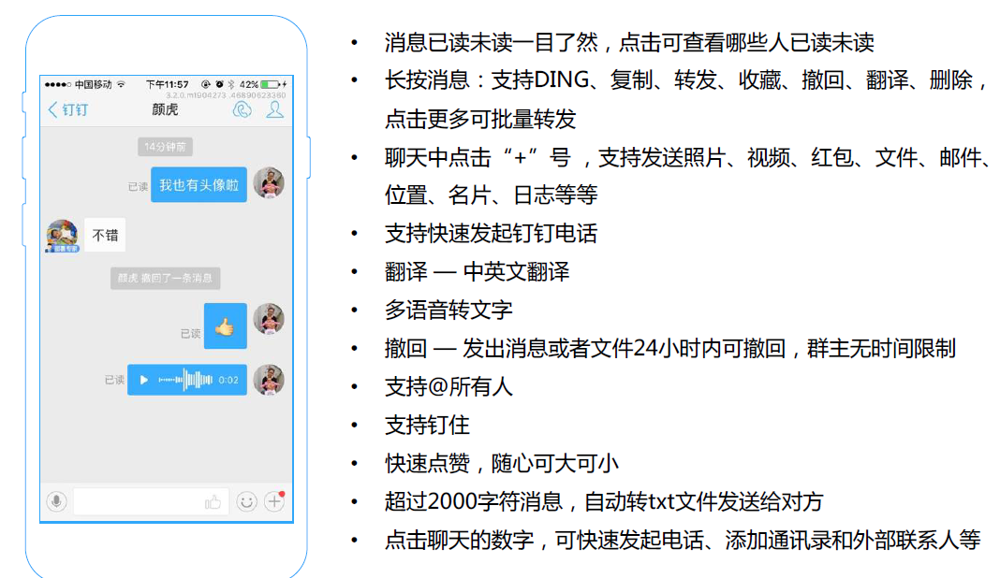 中国移动 下午11:57 42%
3.2.0.m1904273
钉钉 颜虎
14分钟前
已读 我也有头像啦
不错
颜虎 撤回了一条消息
已读
已读 0:02
• 消息已读未读一目了然，点击可查看哪些人已读未读
• 长按消息：支持DING、复制、转发、收藏、撤回、翻译、删除，
点击更多可批量转发
• 聊天中点击“+”号 ，支持发送照片、视频、红包、文件、邮件、
位置、名片、日志等等
• 支持快速发起钉钉电话
• 翻译 — 中英文翻译
• 多语音转文字
• 撤回 — 发出消息或者文件24小时内可撤回，群主无时间限制
• 支持@所有人
• 支持钉住
• 快速点赞，随心可大可小
• 超过2000字符消息，自动转txt文件发送给对方
• 点击聊天的数字，可快速发起电话、添加通讯录和外部联系人等